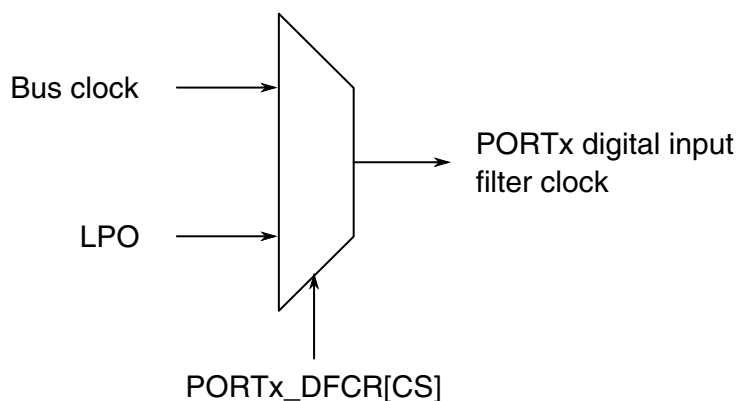 Bus clock
PORTx digital input
filter clock
LPO
PORTx_DFCR[CS]